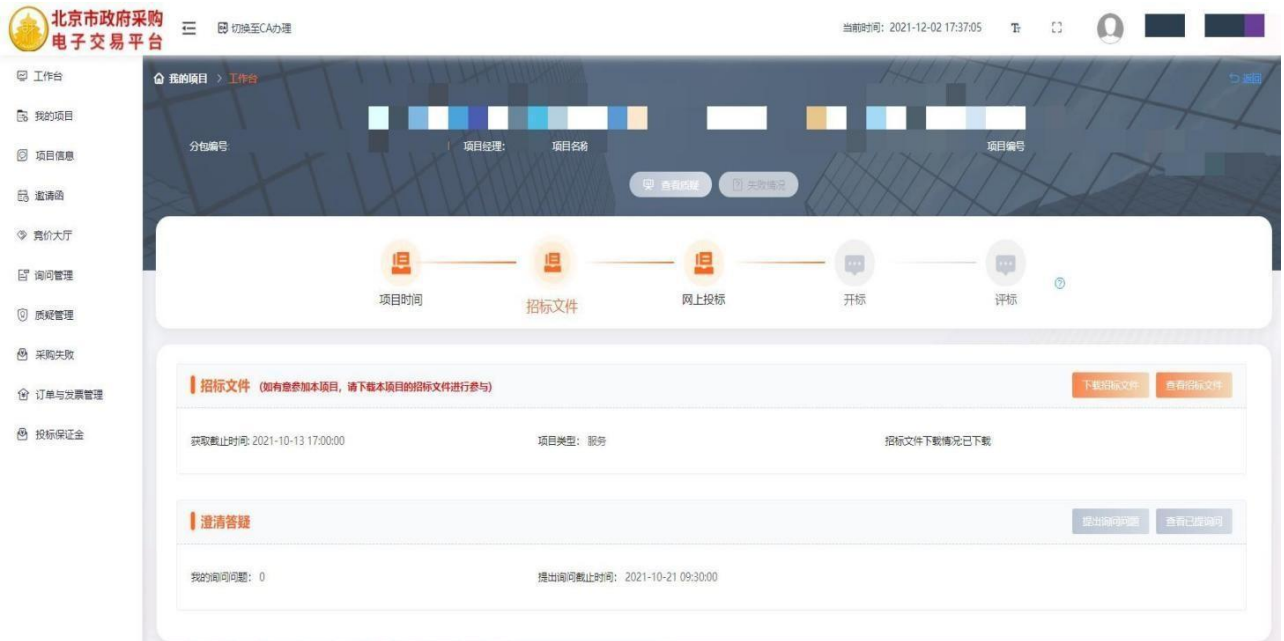 北京市政府采购
电子交易平台
切换至CA办理
当前时间：2021-12-02 17:37:05
工作台
我的项目
项目信息
邀请函
竞价大厅
询问管理
质疑管理
采购失败
订单与发票管理
投标保证金
我的项目 > 工作台
返回
分包编号
项目经理：
项目名称
项目编号
查看质疑
失败情况
项目时间
招标文件
网上投标
开标
评标
招标文件 (如有意参加本项目，请下载本项目的招标文件进行参与)
下载招标文件
查看招标文件
获取截止时间: 2021-10-13 17:00:00
项目类型： 服务
招标文件下载情况:已下载
澄清答疑
提出询问问题
查看已提询问
我的询问问题： 0
提出询问截止时间： 2021-10-21 09:30:00